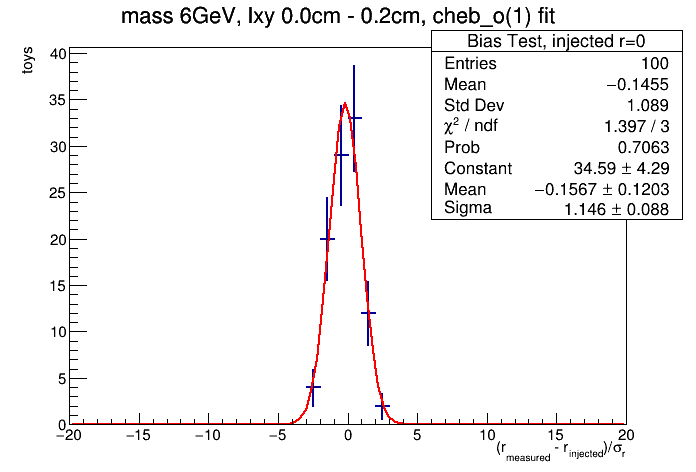 mass 6GeV, lxy 0.0cm - 0.2cm, cheb_o(1) fit
Bias Test, injected r=0
Entries 100
Mean −0.1455
Std Dev 1.089
χ² / ndf 1.397 / 3
Prob 0.7063
Constant 34.59 ± 4.29
Mean −0.1567 ± 0.1203
Sigma 1.146 ± 0.088
toys
40
35
30
25
20
15
10
5
0
−20 −15 −10 −5 0 5 10 15 20
(r_measured - r_injected)/σ_r